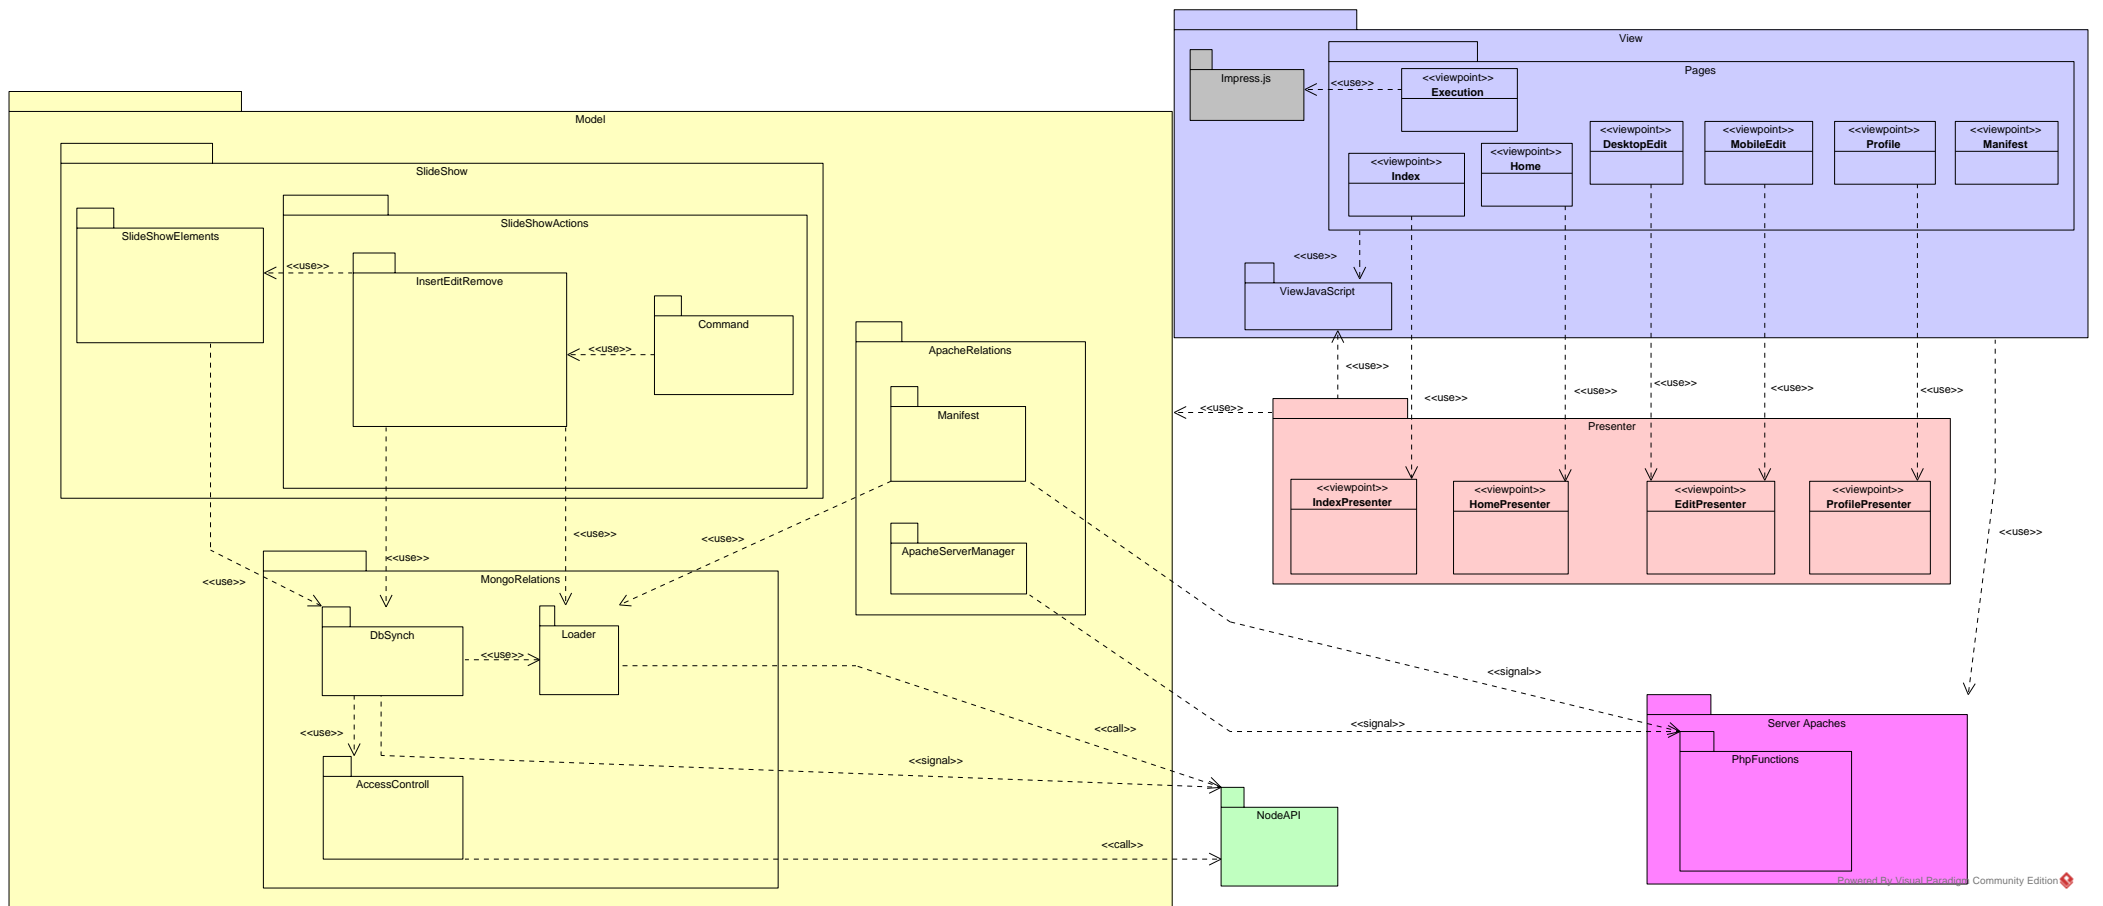 View
Pages
Impress.js
<<use>>
<<viewpoint>>
Execution
<<viewpoint>>
Index
<<viewpoint>>
Home
<<viewpoint>>
DesktopEdit
<<viewpoint>>
MobileEdit
<<viewpoint>>
Profile
<<viewpoint>>
Manifest
<<use>>
ViewJavaScript
Model
SlideShow
SlideShowElements
SlideShowActions
<<use>>
InsertEditRemove
<<use>>
Command
ApacheRelations
Manifest
ApacheServerManager
<<use>>
<<use>>
<<use>>
<<use>>
<<use>>
<<use>>
<<use>>
<<use>>
Presenter
<<viewpoint>>
IndexPresenter
<<viewpoint>>
HomePresenter
<<viewpoint>>
EditPresenter
<<viewpoint>>
ProfilePresenter
<<use>>
<<use>>
<<use>>
<<use>>
<<use>>
MongoRelations
DbSynch
<<use>>
Loader
<<use>>
AccessControll
<<signal>>
<<signal>>
<<call>>
<<signal>>
<<call>>
NodeAPI
Server Apaches
PhpFunctions
Powered By Visual Paradigm Community Edition